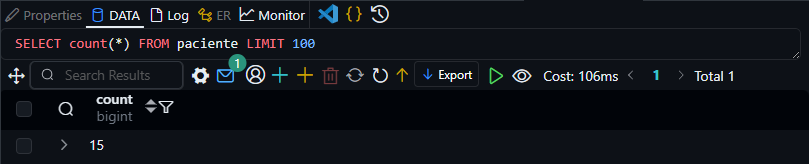 Properties DATA Log ER Monitor
SELECT count(*) FROM paciente LIMIT 100
Search Results 1 Export Cost: 106ms 1 Total 1
count
bigint
15